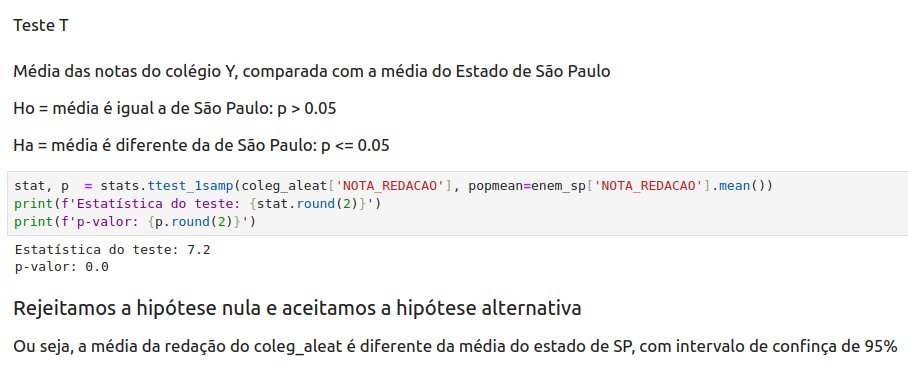 Teste T
Média das notas do colégio Y, comparada com a média do Estado de São Paulo
Ho = média é igual a de São Paulo: p > 0.05
Ha = média é diferente da de São Paulo: p <= 0.05
stat, p  = stats.ttest_1samp(coleg_aleat['NOTA_REDACAO'], popmean=enem_sp['NOTA_REDACAO'].mean())
print(f'Estatística do teste: {stat.round(2)}')
print(f'p-valor: {p.round(2)}')
Estatística do teste: 7.2
p-valor: 0.0
Rejeitamos a hipótese nula e aceitamos a hipótese alternativa
Ou seja, a média da redação do coleg_aleat é diferente da média do estado de SP, com intervalo de confinça de 95%